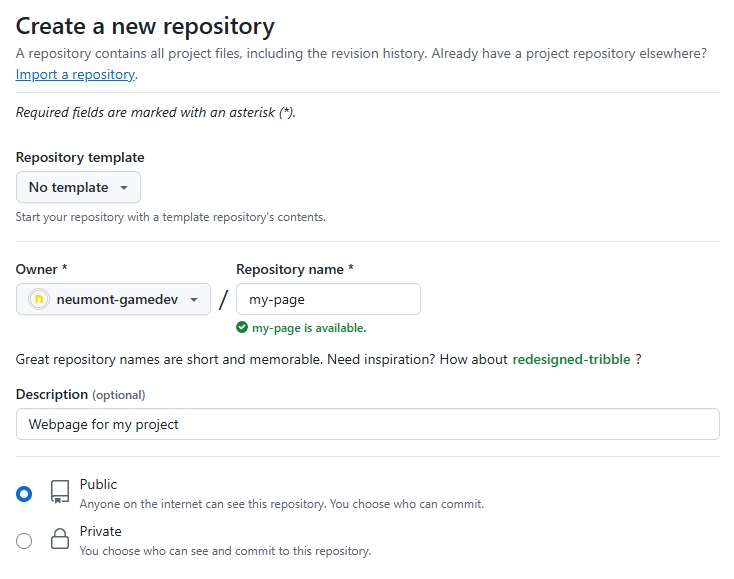 Create a new repository
A repository contains all project files, including the revision history. Already have a project repository elsewhere?
Import a repository.
Required fields are marked with an asterisk (*).
Repository template
No template
Start your repository with a template repository's contents.
Owner *
Repository name *
neumont-gamedev
/
my-page
my-page is available.
Great repository names are short and memorable. Need inspiration? How about redesigned-tribble ?
Description (optional)
Webpage for my project
Public
Anyone on the internet can see this repository. You choose who can commit.
Private
You choose who can see and commit to this repository.